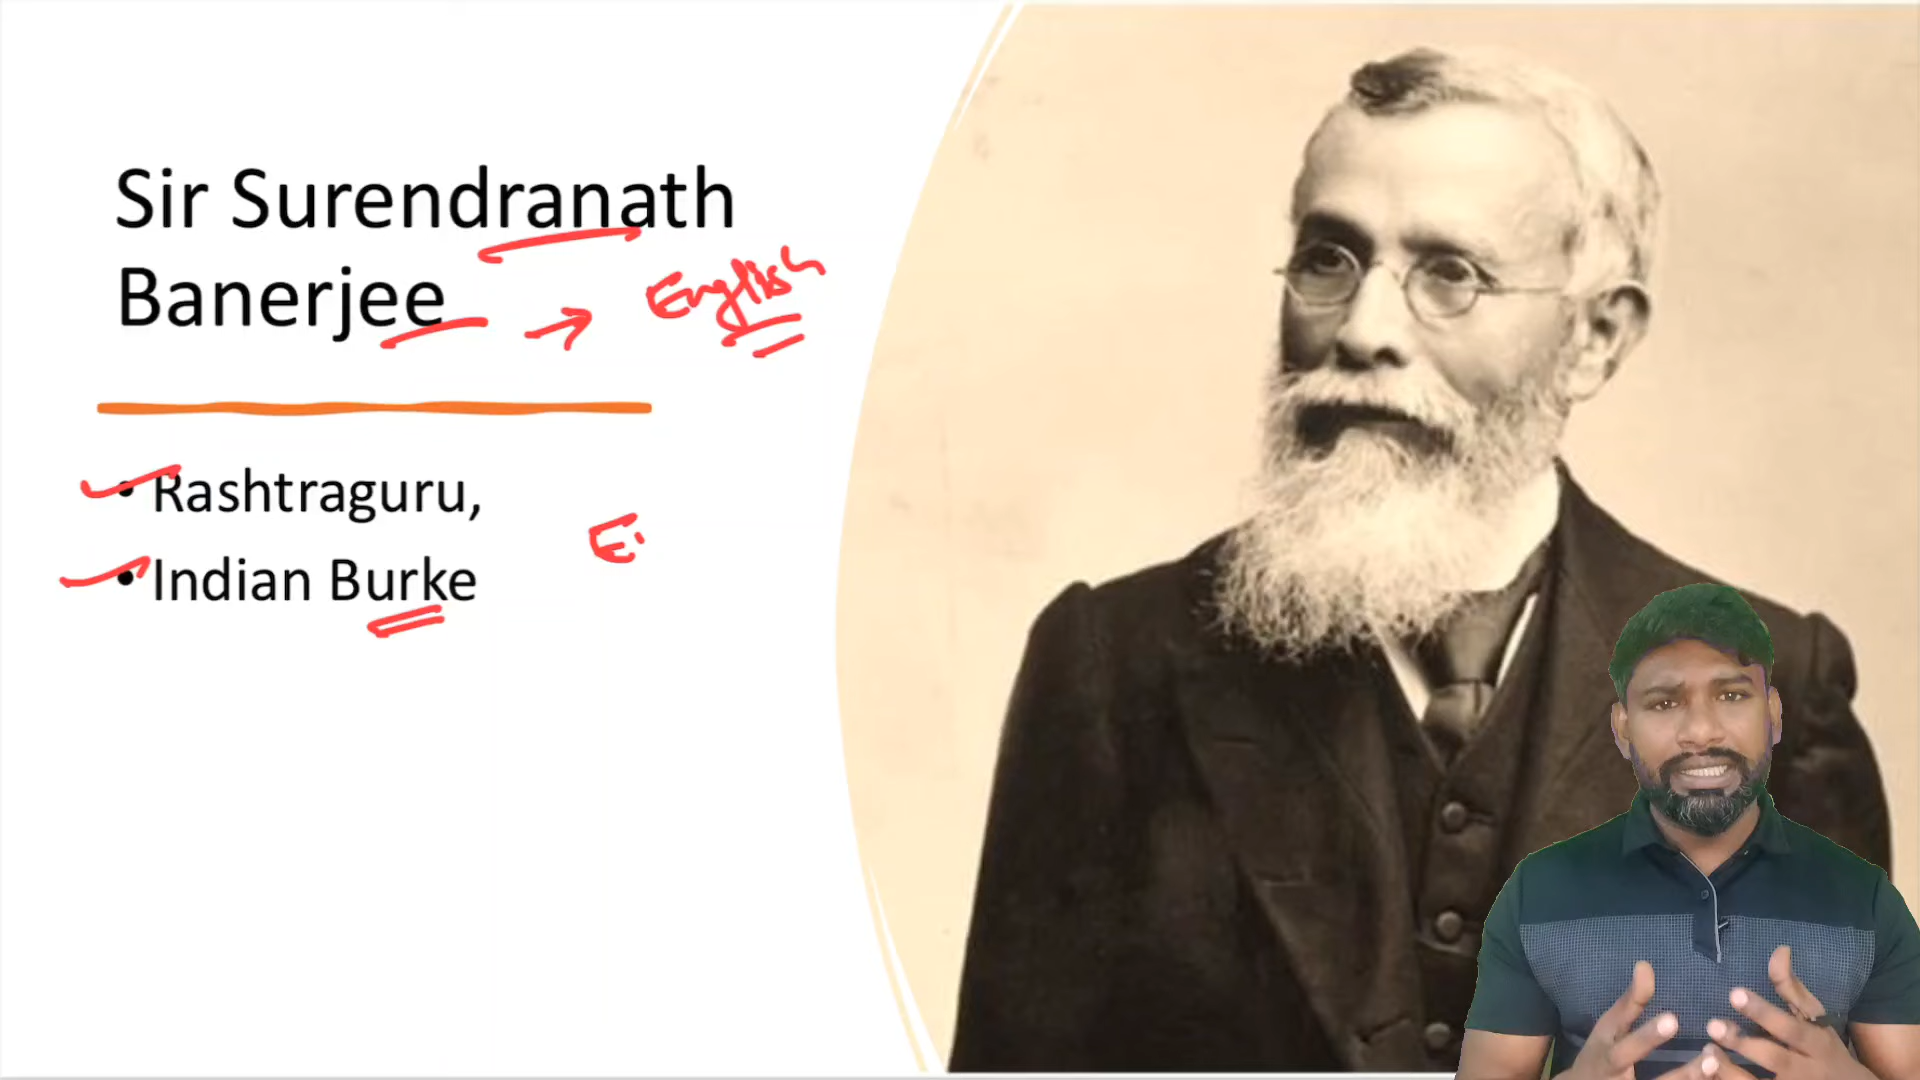 Sir Surendranath
Banerjee
→ English
• Rashtraguru,
E
• Indian Burke